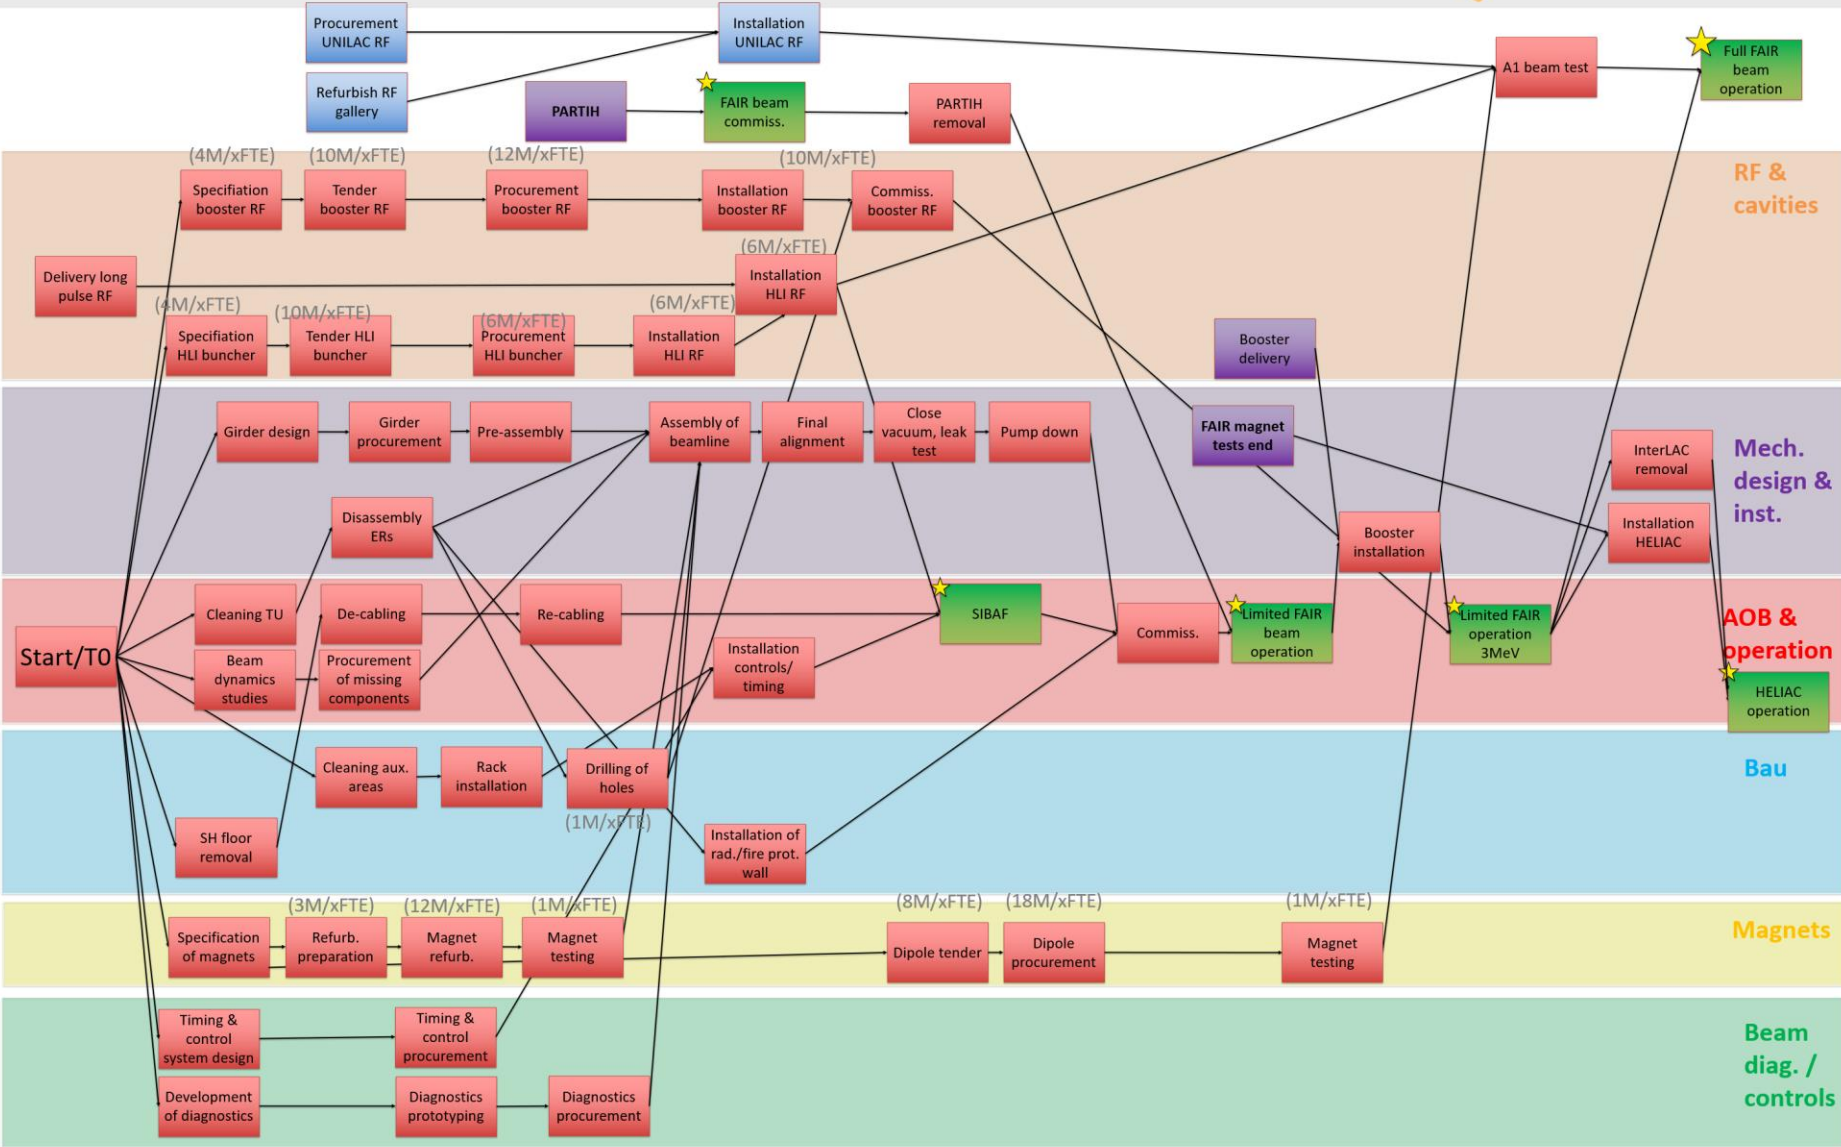 Procurement
UNILAC RF
Installation
UNILAC RF
A1 beam test
Full FAIR
beam
operation
Refurbish RF
gallery
PARTIH
FAIR beam
commiss.
PARTIH
removal
(4M/xFTE)
(10M/xFTE)
(12M/xFTE)
(10M/xFTE)
RF &
cavities
Specifiation
booster RF
Tender
booster RF
Procurement
booster RF
Installation
booster RF
Commiss.
booster RF
(6M/xFTE)
Delivery long
pulse RF
Installation
HLI RF
(4M/xFTE)
(10M/xFTE)
(6M/xFTE)
(6M/xFTE)
Specifiation
HLI buncher
Tender HLI
buncher
Procurement
HLI buncher
Installation
HLI RF
Booster
delivery
Girder design
Girder
procurement
Pre-assembly
Assembly of
beamline
Final
alignment
Close
vacuum, leak
test
Pump down
FAIR magnet
tests end
InterLAC
removal
Mech.
design &
inst.
Disassembly
ERs
Booster
installation
Installation
HELIAC
Start/T0
Cleaning TU
De-cabling
Re-cabling
SIBAF
Commiss.
Limited FAIR
beam
operation
Limited FAIR
operation
3MeV
AOB &
operation
Beam
dynamics
studies
Procurement
of missing
components
Installation
controls/
timing
HELIAC
operation
Cleaning aux.
areas
Rack
installation
Drilling of
holes
Bau
(1M/xFTE)
SH floor
removal
Installation of
rad./fire prot.
wall
(3M/xFTE)
(12M/xFTE)
(1M/xFTE)
(8M/xFTE)
(18M/xFTE)
(1M/xFTE)
Specification
of magnets
Refurb.
preparation
Magnet
refurb.
Magnet
testing
Dipole tender
Dipole
procurement
Magnet
testing
Magnets
Timing &
control
system design
Timing &
control
procurement
Beam
diag. /
controls
Development
of diagnostics
Diagnostics
prototyping
Diagnostics
procurement